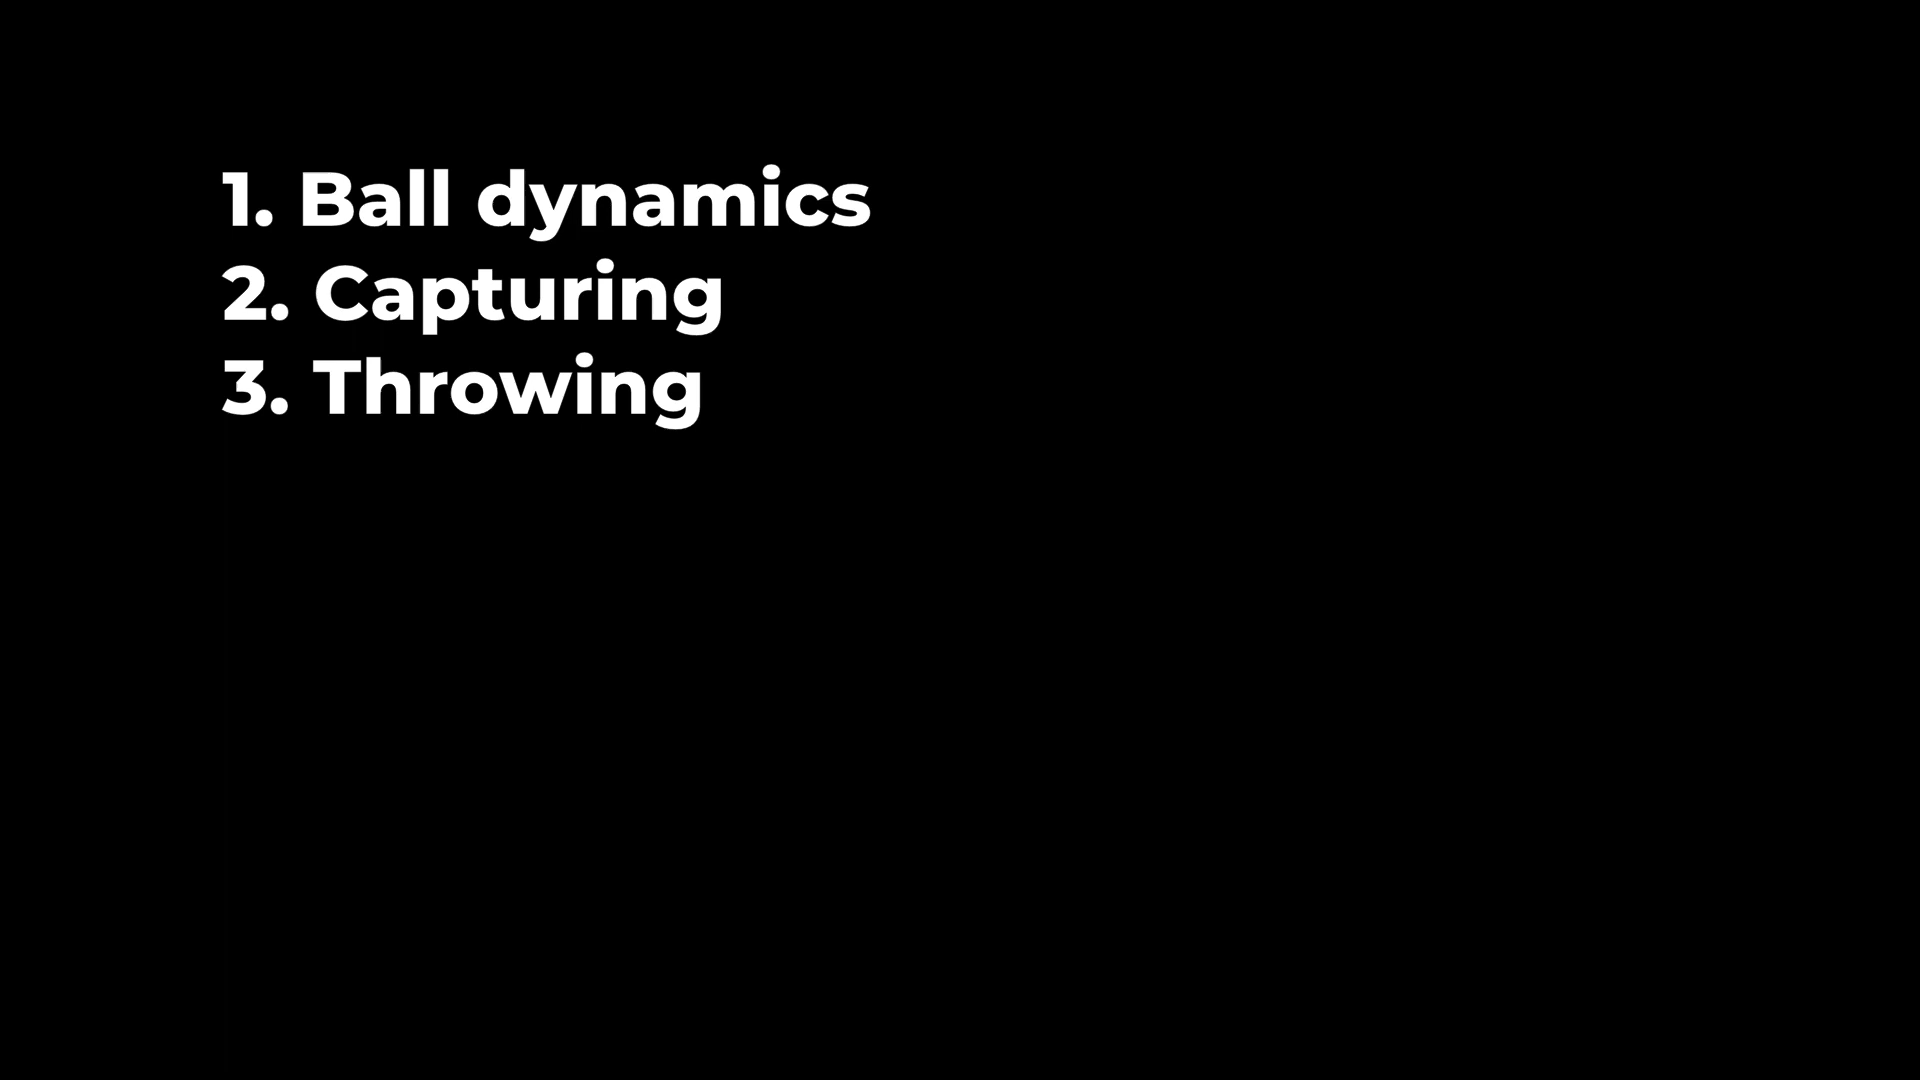 1. Ball dynamics
2. Capturing
3. Throwing